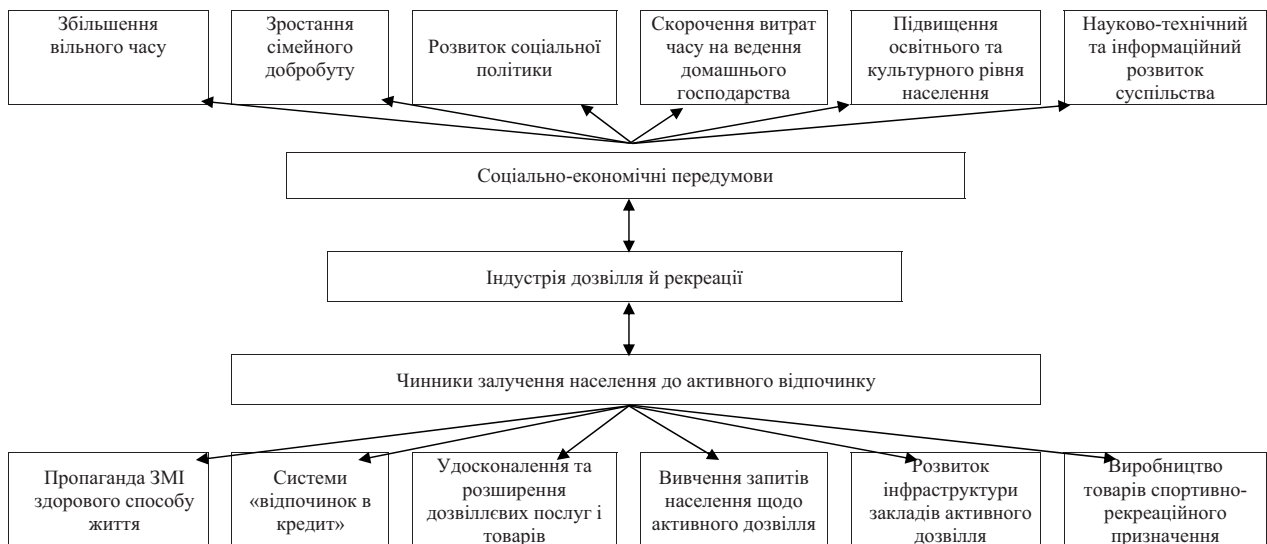 Збільшення
вільного часу
Зростання
сімейного
добробуту
Розвиток соціальної
політики
Скорочення витрат
часу на ведення
домашнього
господарства
Підвищення
освітнього та
культурного рівня
населення
Науково-технічний
та інформаційний
розвиток
суспільства
Соціально-економічні передумови
Індустрія дозвілля й рекреації
Чинники залучення населення до активного відпочинку
Пропаганда ЗМІ
здорового способу
життя
Системи
«відпочинок в
кредит»
Удосконалення та
розширення
дозвіллєвих послуг і
товарів
Вивчення запитів
населення щодо
активного дозвілля
Розвиток
інфраструктури
закладів активного
дозвілля
Виробництво
товарів спортивно-
рекреаційного
призначення